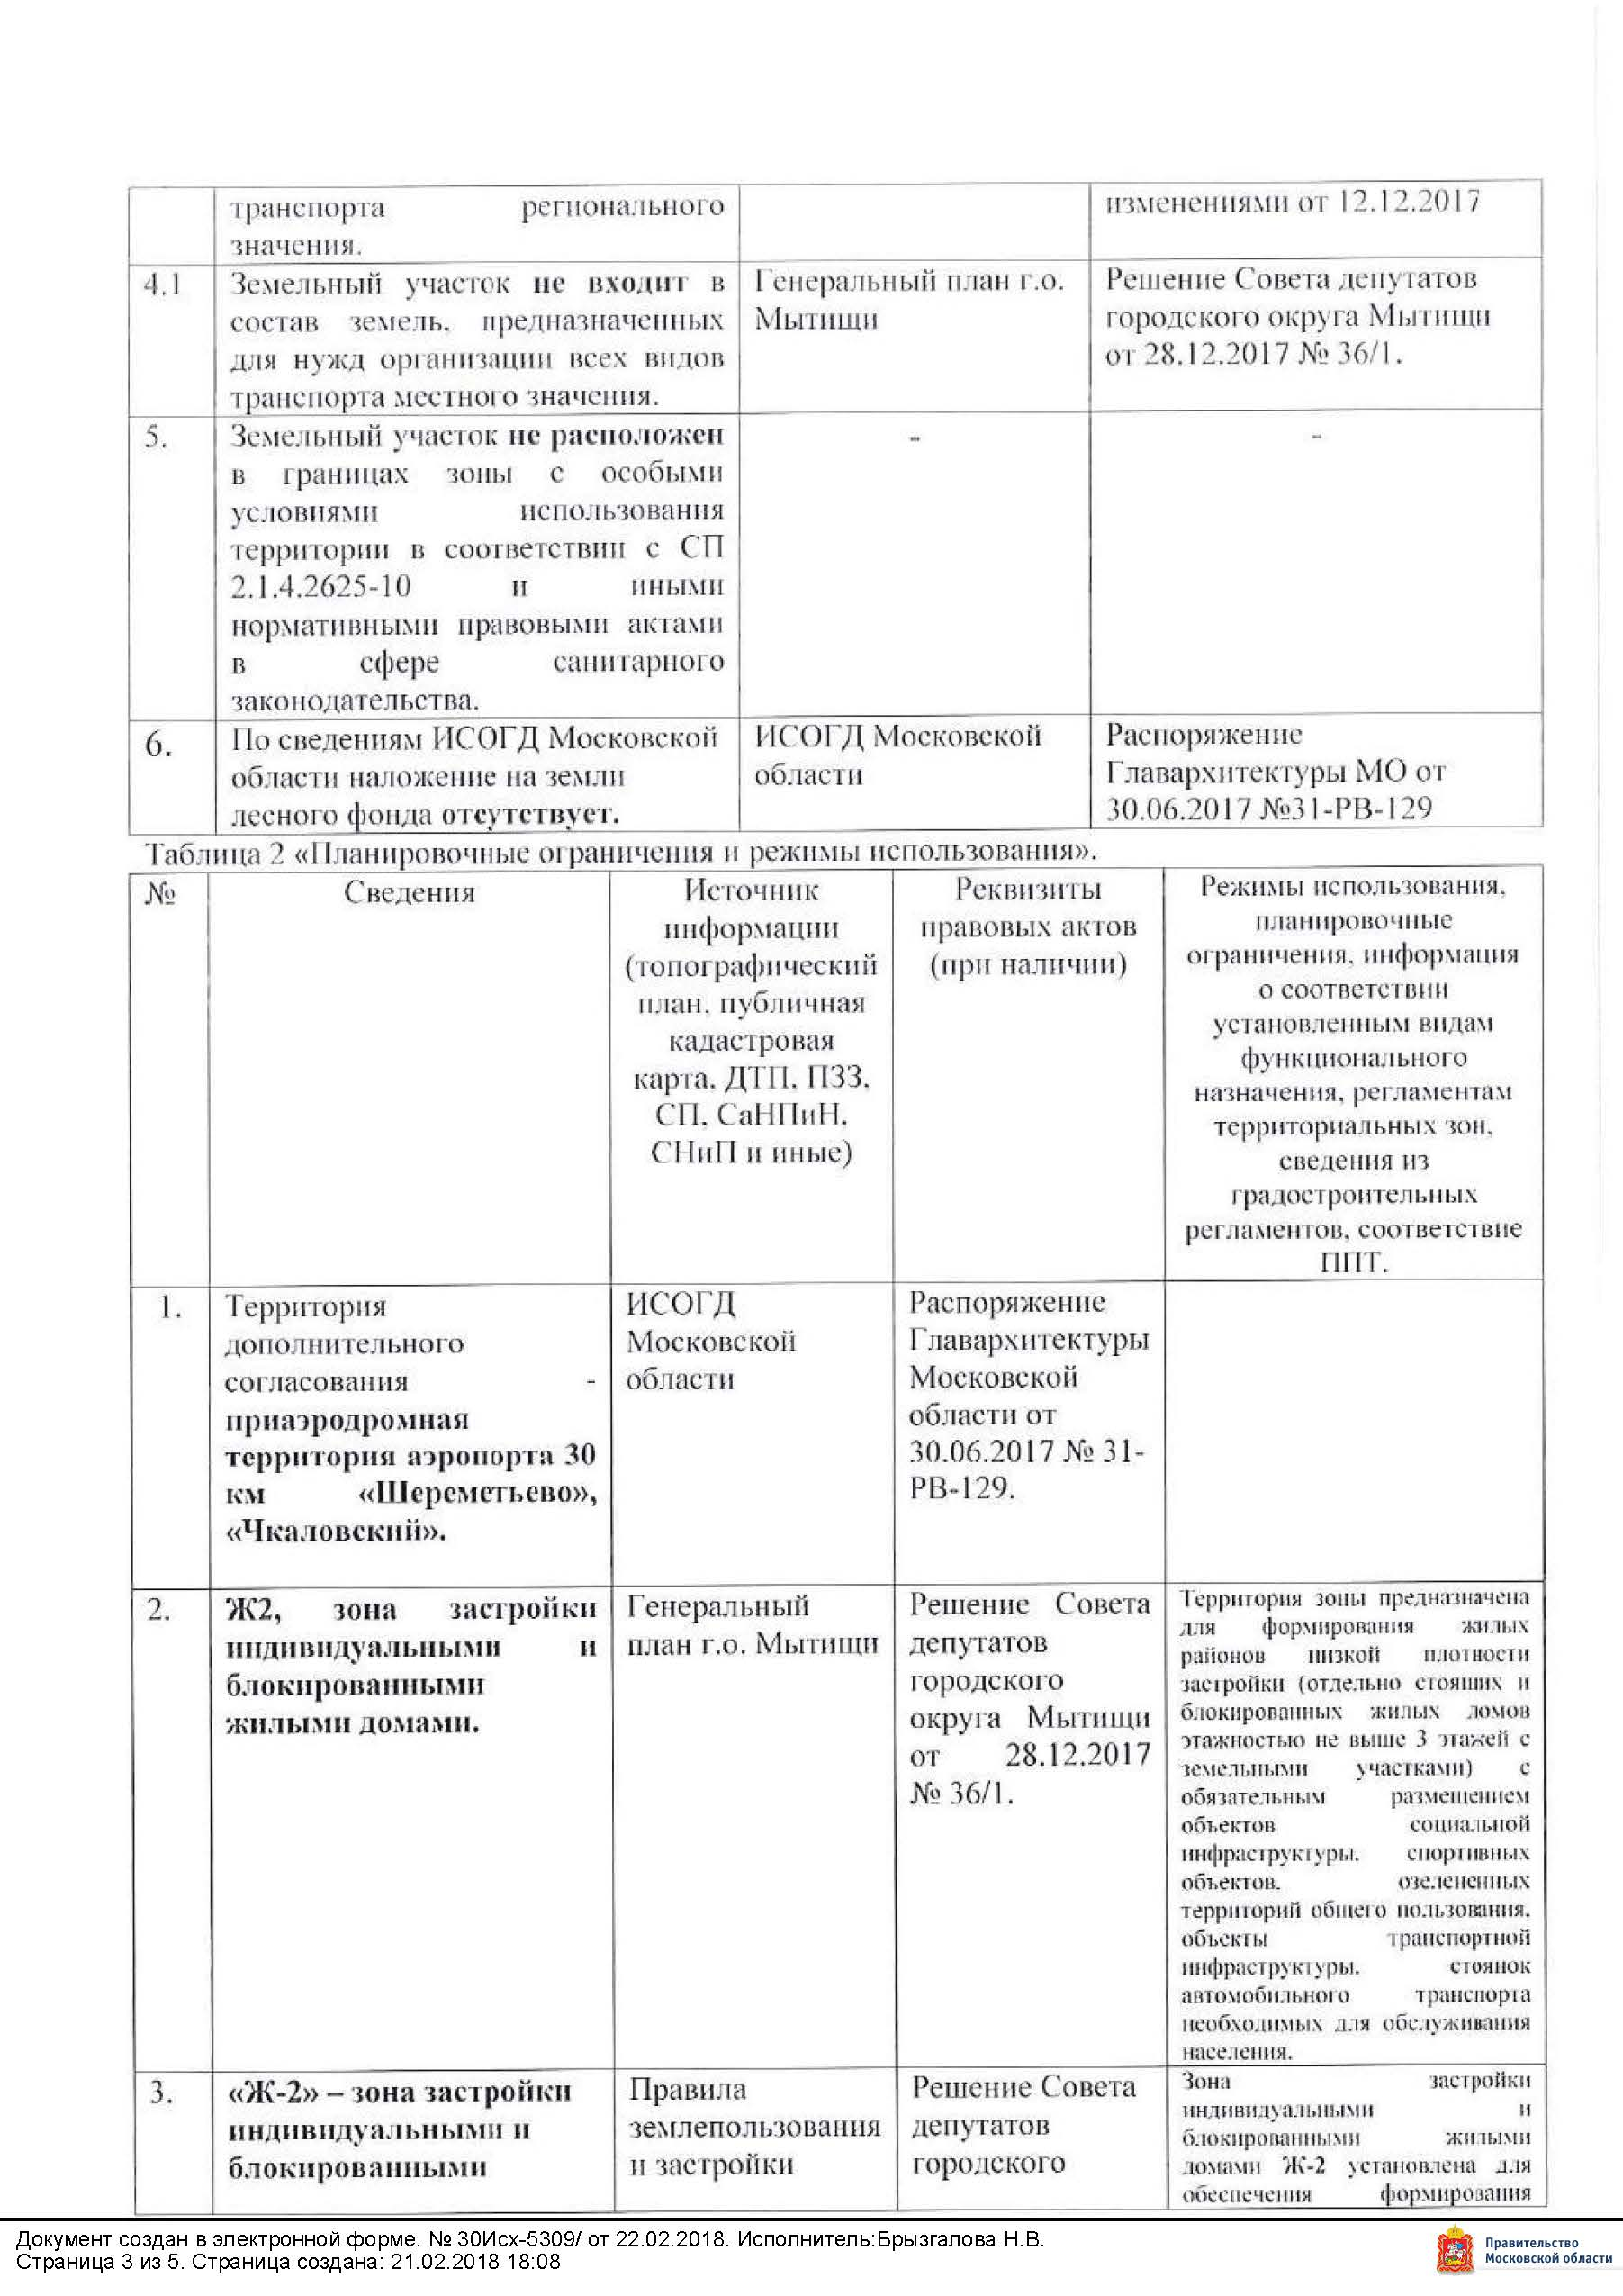 транспорта регионального
значения.
изменениями от 12.12.2017
4.1
Земельный участок не входит в
состав земель, предназначенных
для нужд организации всех видов
транспорта местного значения.
Генеральный план г.о.
Мытищи
Решение Совета депутатов
городского округа Мытищи
от 28.12.2017 № 36/1.
5.
Земельный участок не расположен
в границах зоны с особыми
условиями использования
территории в соответствии с СП
2.1.4.2625-10 и иными
нормативными правовыми актами
в сфере санитарного
законодательства.
-
-
6.
По сведениям ИСОГД Московской
области наложение на земли
лесного фонда отсутствует.
ИСОГД Московской
области
Распоряжение
Главархитектуры МО от
30.06.2017 №31-РВ-129
Таблица 2 «Планировочные ограничения и режимы использования».
№
Сведения
Источник
информации
(топографический
план, публичная
кадастровая
карта, ДТП, ПЗЗ,
СП, СаНПиН,
СНиП и иные)
Реквизиты
правовых актов
(при наличии)
Режимы использования,
планировочные
ограничения, информация
о соответствии
установленным видам
функционального
назначения, регламентам
территориальных зон,
сведения из
градостроительных
регламентов, соответствие
ППТ.
1.
Территория
дополнительного
согласования -
приаэродромная
территория аэропорта 30
км «Шереметьево»,
«Чкаловский».
ИСОГД
Московской
области
Распоряжение
Главархитектуры
Московской
области от
30.06.2017 № 31-
РВ-129.
2.
Ж2, зона застройки
индивидуальными и
блокированными
жилыми домами.
Генеральный
план г.о. Мытищи
Решение Совета
депутатов
городского
округа Мытищи
от 28.12.2017
№ 36/1.
Территория зоны предназначена
для формирования жилых
районов низкой плотности
застройки (отдельно стоящих и
блокированных жилых домов
этажностью не выше 3 этажей с
земельными участками) с
обязательным размещением
объектов социальной
инфраструктуры, спортивных
объектов, озелененных
территорий общего пользования,
объекты транспортной
инфраструктуры, стоянок
автомобильного транспорта
необходимых для обслуживания
населения.
3.
«Ж-2» – зона застройки
индивидуальными и
блокированными
Правила
землепользования
и застройки
Решение Совета
депутатов
городского
Зона застройки
индивидуальными и
блокированными жилыми
домами Ж-2 установлена для
обеспечения формирования
Документ создан в электронной форме. № 30Исх-5309/ от 22.02.2018. Исполнитель:Брызгалова Н.В.
Страница 3 из 5. Страница создана: 21.02.2018 18:08
Правительство
Московской области